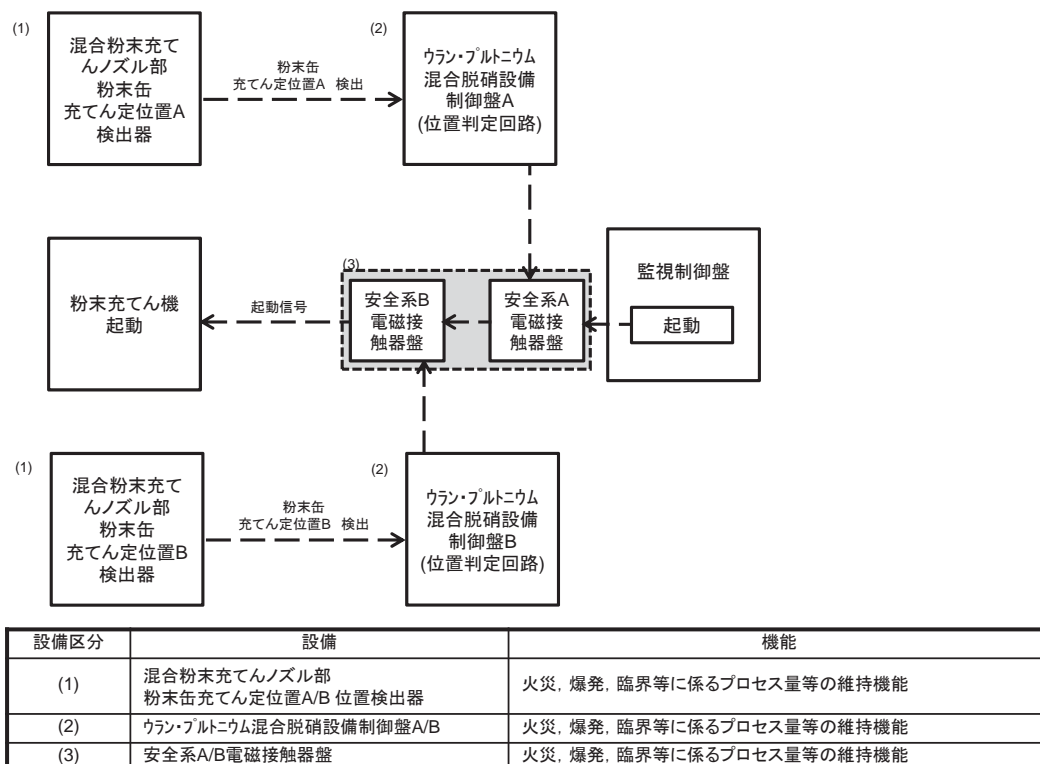 (1)
混合粉末充て
んノズル部
粉末缶
充てん定位置A
検出器
粉末缶
充てん定位置A 検出
(2)
ウラン・プルトニウム
混合脱硝設備
制御盤A
(位置判定回路)
粉末充てん機
起動
起動信号
(3)
安全系B
電磁接
触器盤
安全系A
電磁接
触器盤
監視制御盤
起動
(1)
混合粉末充て
んノズル部
粉末缶
充てん定位置B
検出器
粉末缶
充てん定位置B 検出
(2)
ウラン・プルトニウム
混合脱硝設備
制御盤B
(位置判定回路)
設備区分 設備 機能
(1) 混合粉末充てんノズル部
粉末缶充てん定位置A/B 位置検出器 火災, 爆発, 臨界等に係るプロセス量等の維持機能
(2) ウラン・プルトニウム混合脱硝設備制御盤A/B 火災, 爆発, 臨界等に係るプロセス量等の維持機能
(3) 安全系A/B電磁接触器盤 火災, 爆発, 臨界等に係るプロセス量等の維持機能